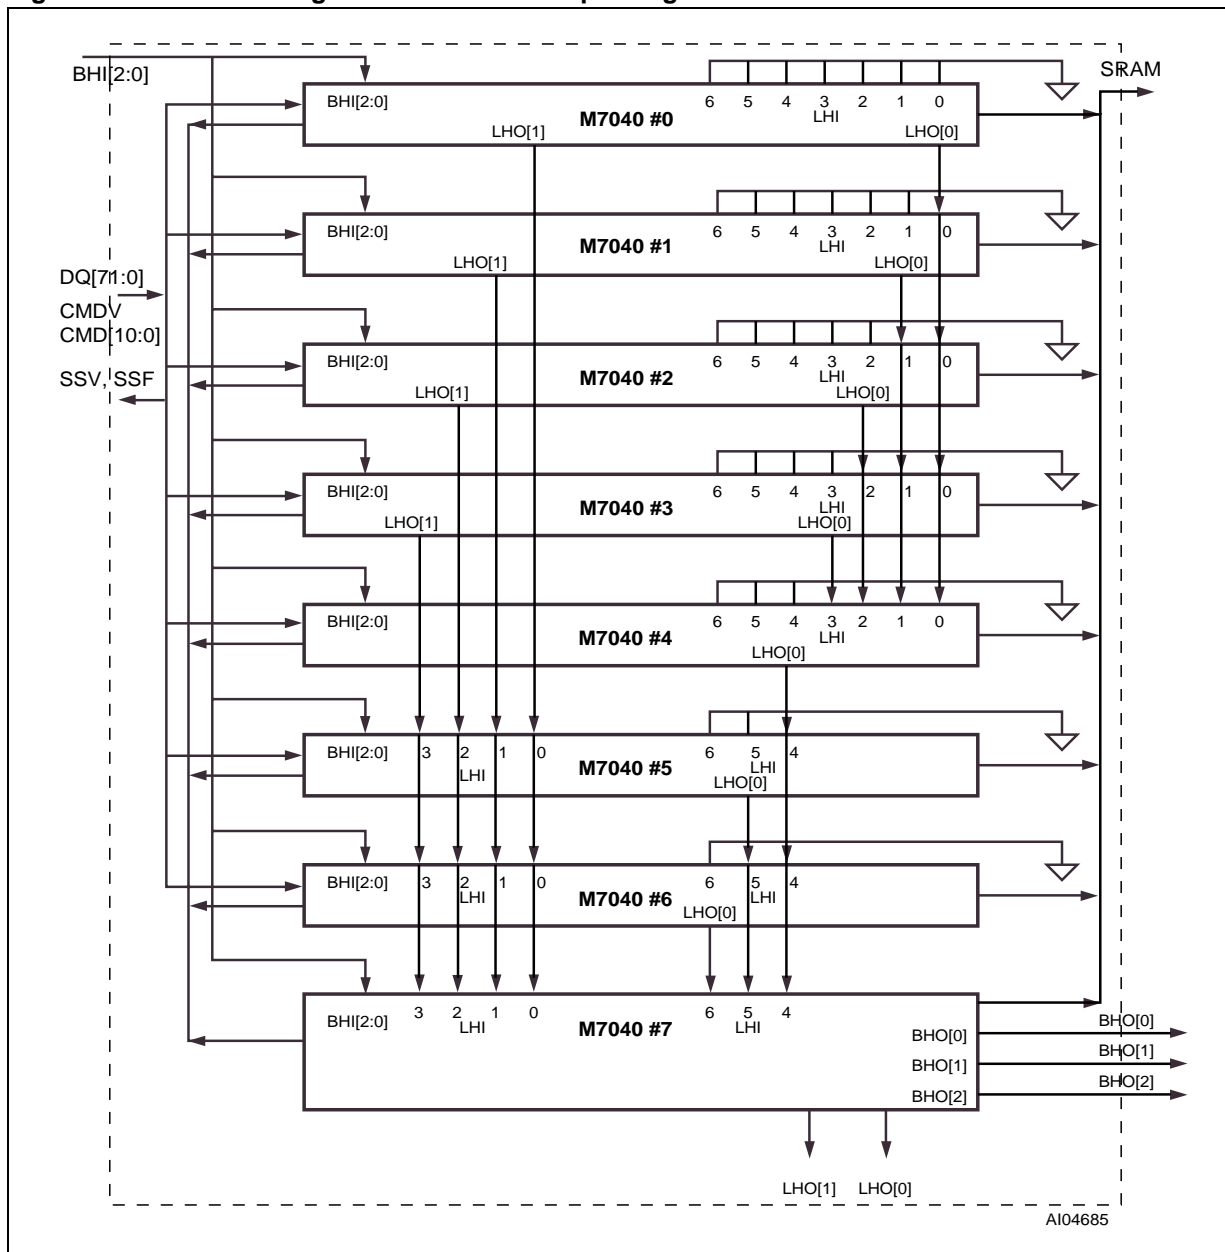 BHI[2:0]
SRAM
BHI[2:0] 6 5 4 3 2 1 0
LHI
M7040 #0
LHO[1] LHO[0]
BHI[2:0] 6 5 4 3 2 1 0
LHI
M7040 #1
LHO[1] LHO[0]
DQ[71:0]
CMDV
CMD[10:0]
SSV, SSF
BHI[2:0] 6 5 4 3 2 1 0
LHI
M7040 #2
LHO[1] LHO[0]
BHI[2:0] 6 5 4 3 2 1 0
LHI
M7040 #3
LHO[1] LHO[0]
BHI[2:0] 6 5 4 3 2 1 0
LHI
M7040 #4
LHO[0]
BHI[2:0] 3 2 1 0 6 5 4
LHI M7040 #5 LHI
LHO[0]
BHI[2:0] 3 2 1 0 6 5 4
LHI M7040 #6 LHI
LHO[0]
BHI[2:0] 3 2 1 0 6 5 4
LHI M7040 #7 LHI
BHO[0] BHO[0]
BHO[1] BHO[1]
BHO[2] BHO[2]
LHO[1] LHO[0]
AI04685